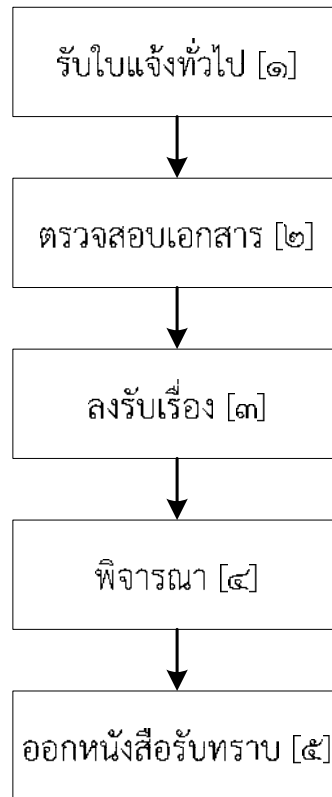 รับใบแจ้งทั่วไป [๑]
ตรวจสอบเอกสาร [๒]
ลงรับเรื่อง [๓]
พิจารณา [๔]
ออกหนังสือรับทราบ [๕]